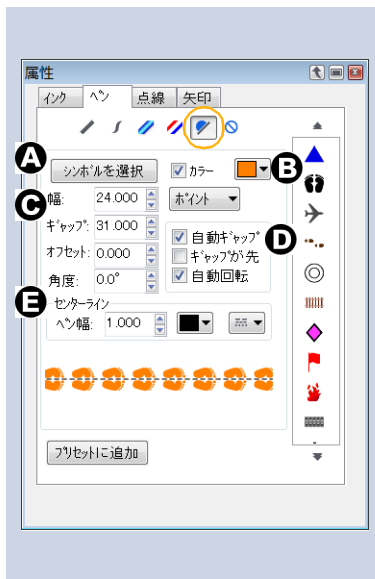 属性
インク ペン 点線 矢印
A シンボルを選択 カラー B
C 幅: 24.000 ポイント
ギャップ: 31.000 自動ギャップ D
オフセット: 0.000 ギャップが先
角度: 0.0° 自動回転
E センターライン
ペン幅: 1.000
プリセットに追加